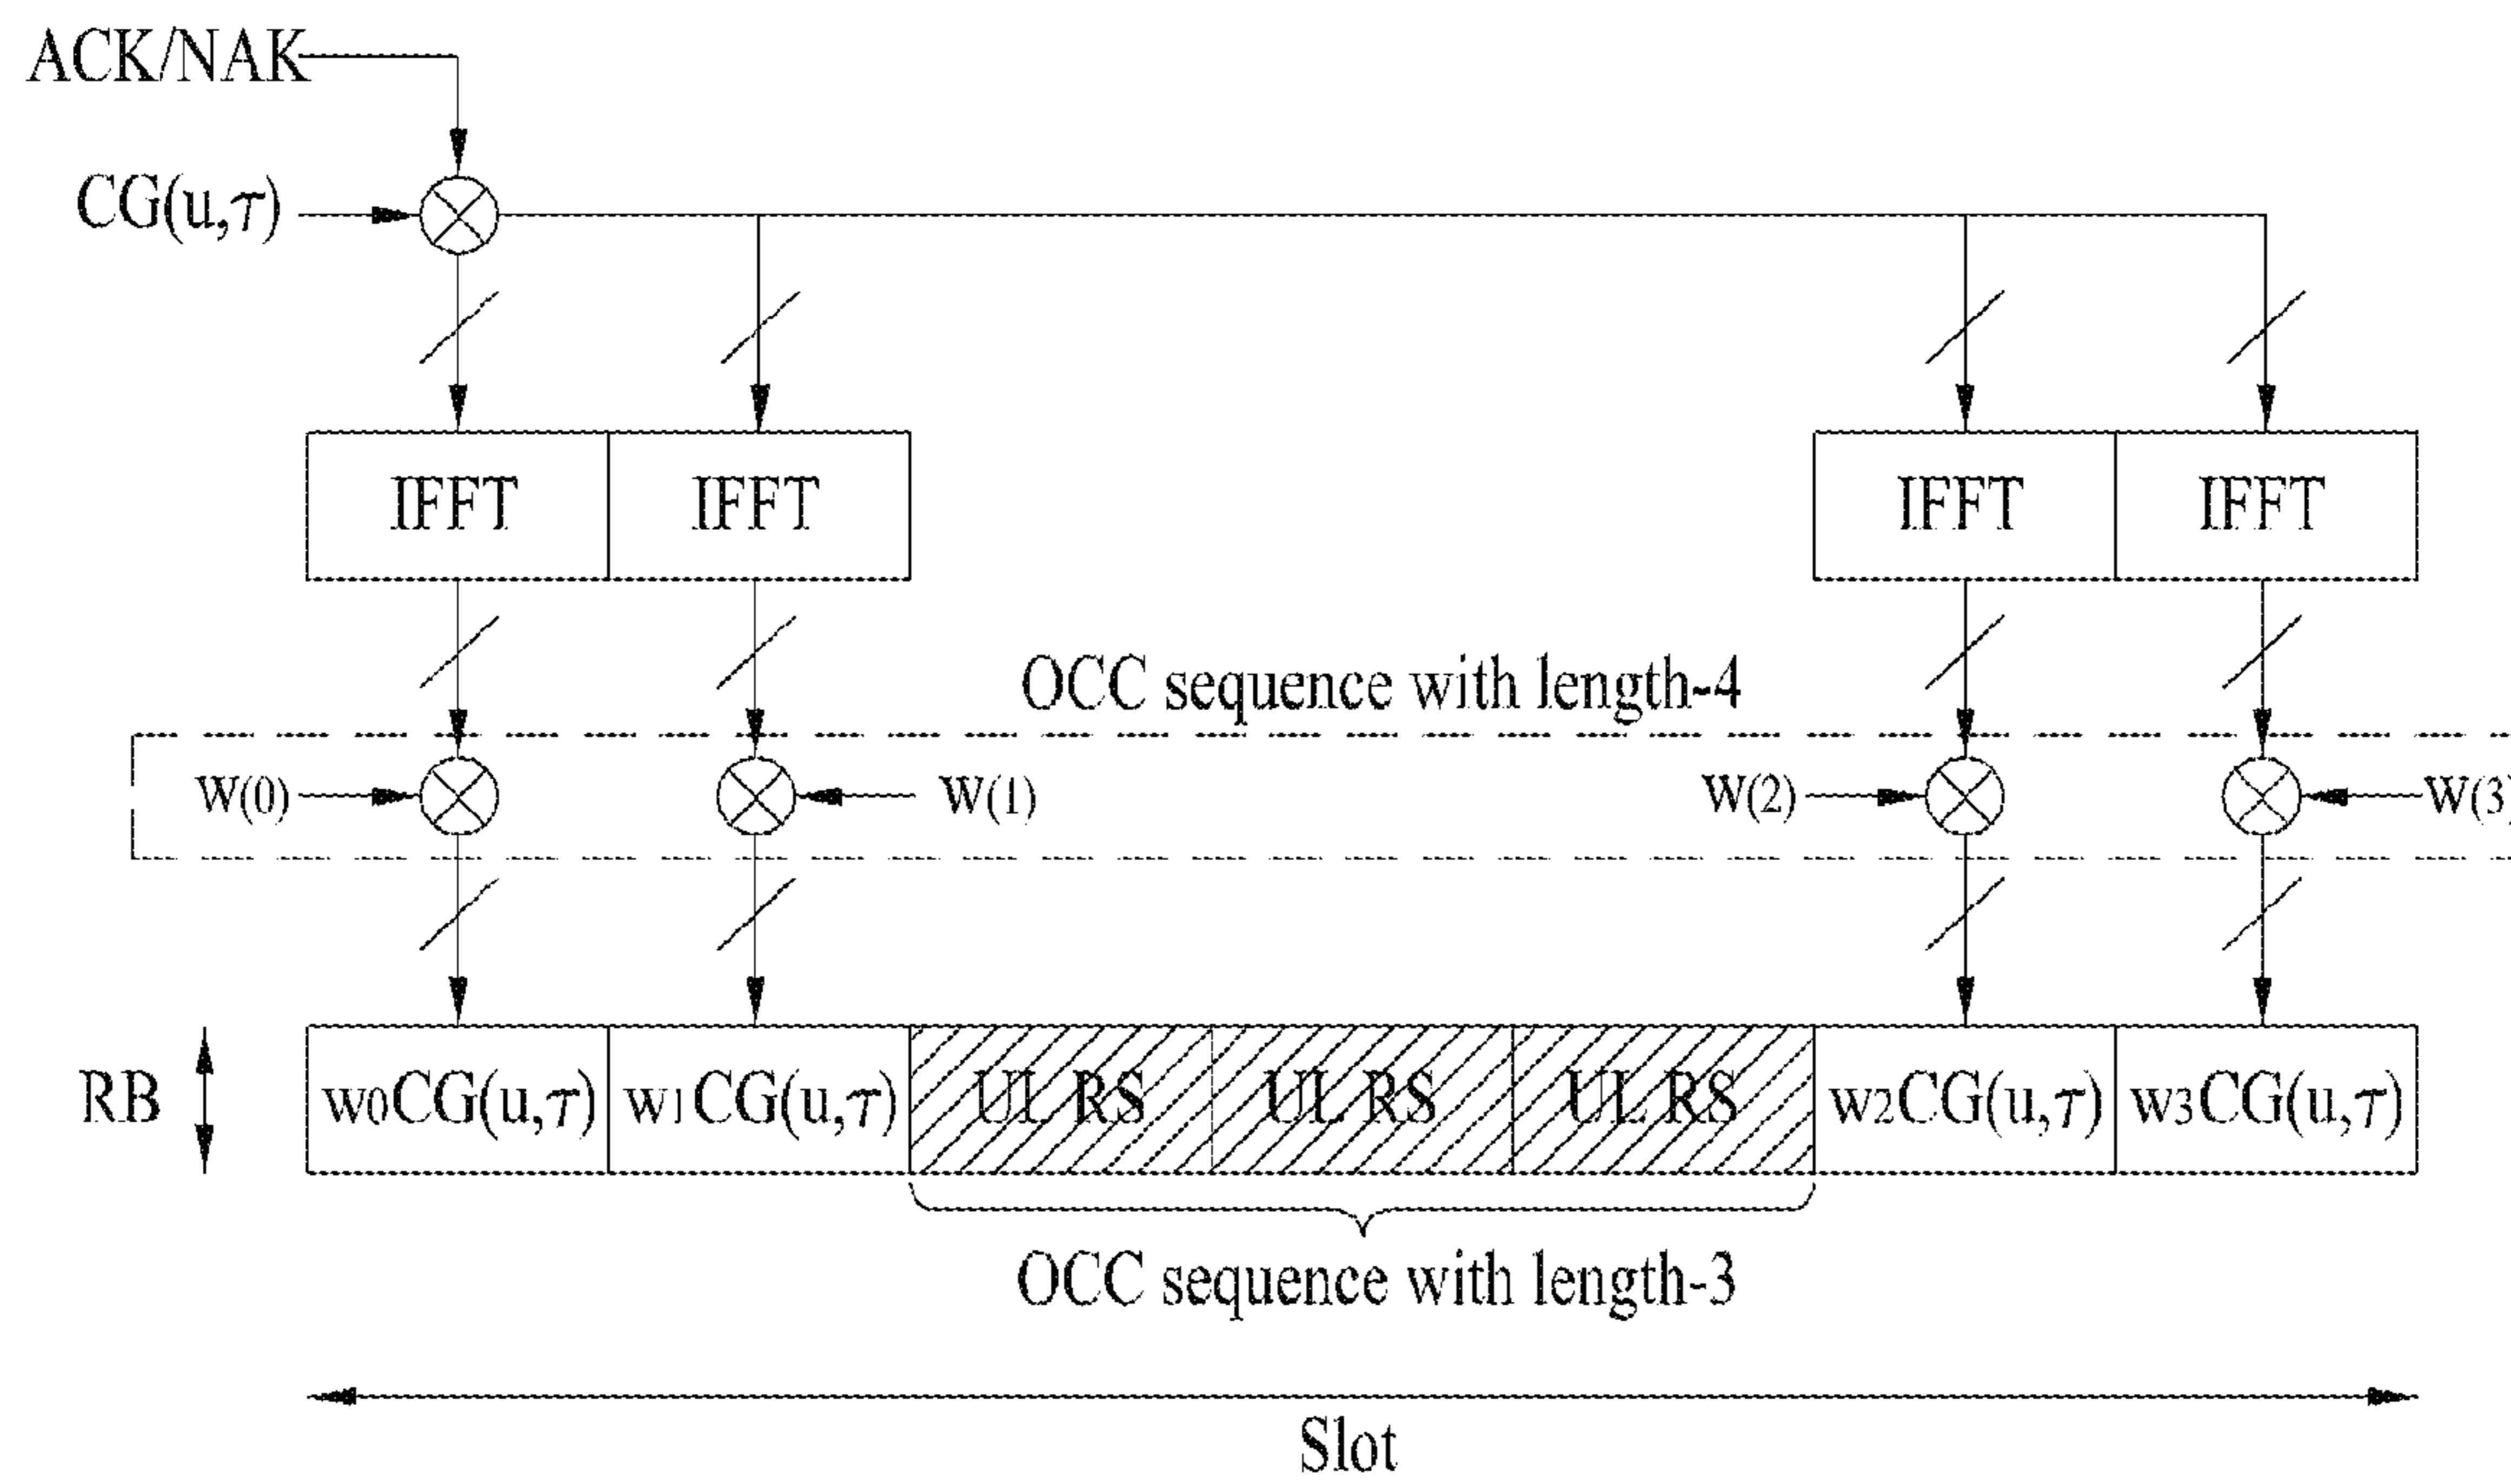 ACK/NAK
CG(u,τ)
IFFT IFFT IFFT IFFT
OCC sequence with length-4
W(0) W(1) W(2) W(3)
RB w0CG(u,τ) w1CG(u,τ) UL RS UL RS UL RS w2CG(u,τ) w3CG(u,τ)
OCC sequence with length-3
Slot